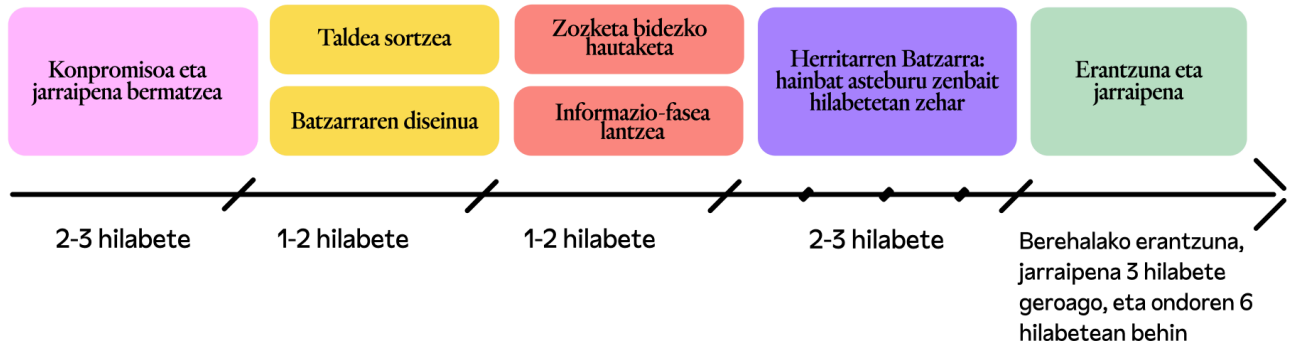 Konpromisoa eta
jarraipena bermatzea
Taldea sortzea
Batzarraren diseinua
Zozketa bidezko
hautaketa
Informazio-fasea
lantzea
Herritarren Batzarra:
hainbat asteburu zenbait
hilabetetan zehar
Erantzuna eta
jarraipena
2-3 hilabete
1-2 hilabete
1-2 hilabete
2-3 hilabete
Berehalako erantzuna,
jarraipena 3 hilabete
geroago, eta ondoren 6
hilabetean behin